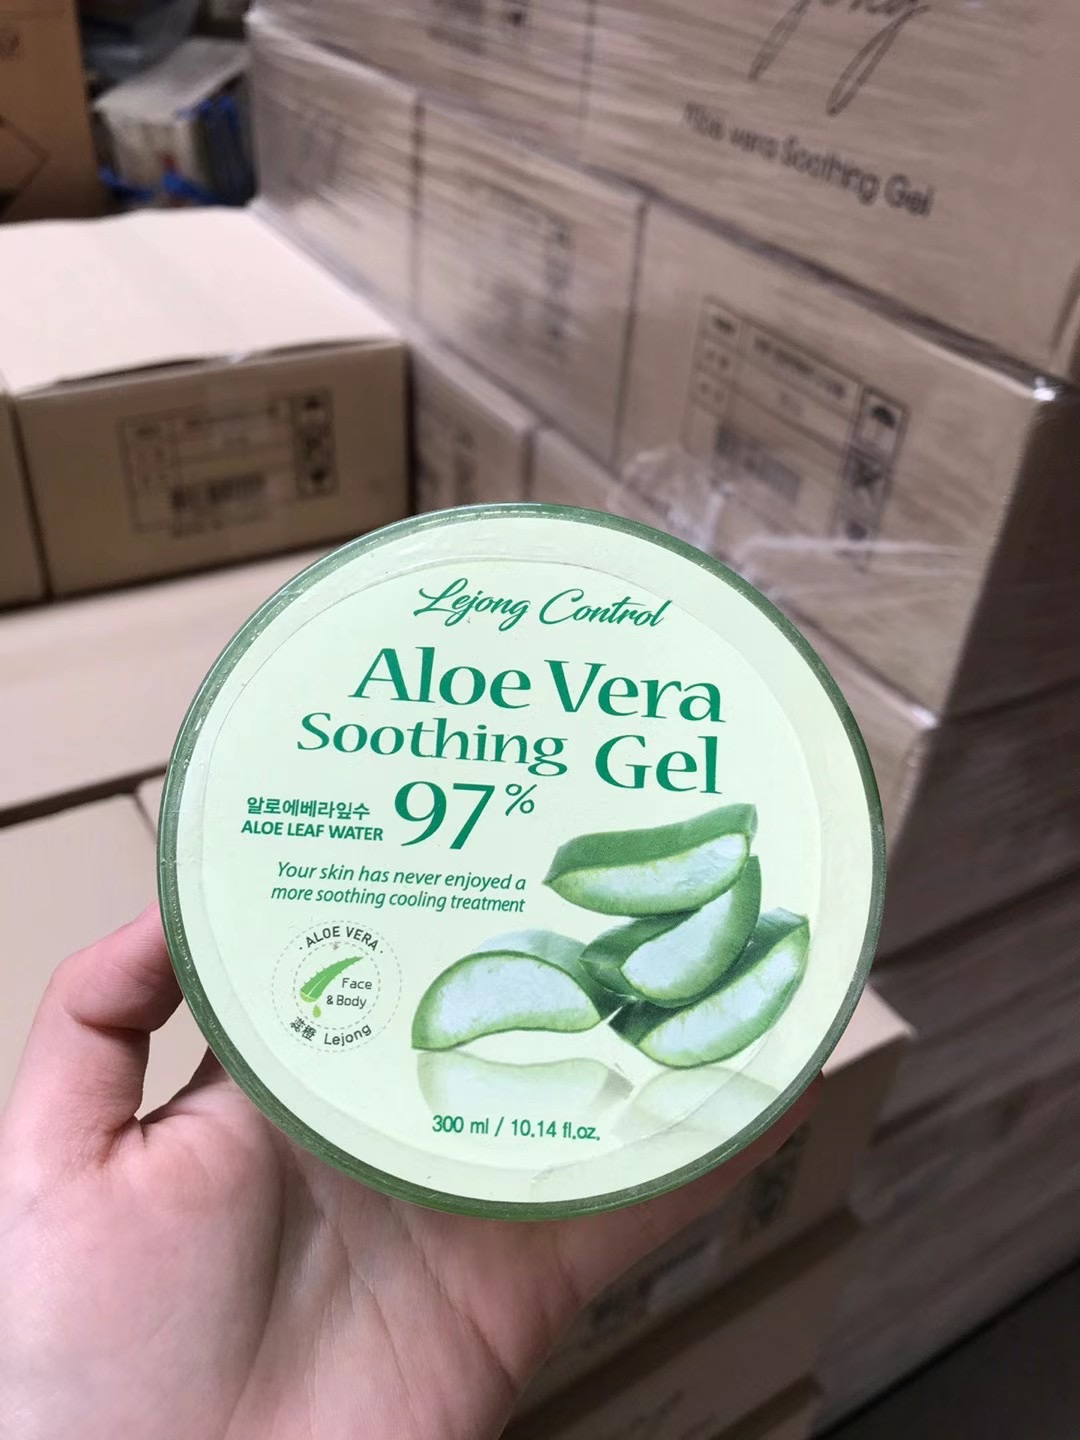 Aloe vera Soothing Gel
Lejong Control
Aloe Vera
Soothing Gel
알로에베라잎수
ALOE LEAF WATER
97%
Your skin has never enjoyed a
more soothing cooling treatment
· ALOE VERA ·
Face
& Body
Lejong
300 ml / 10.14 fl.oz.